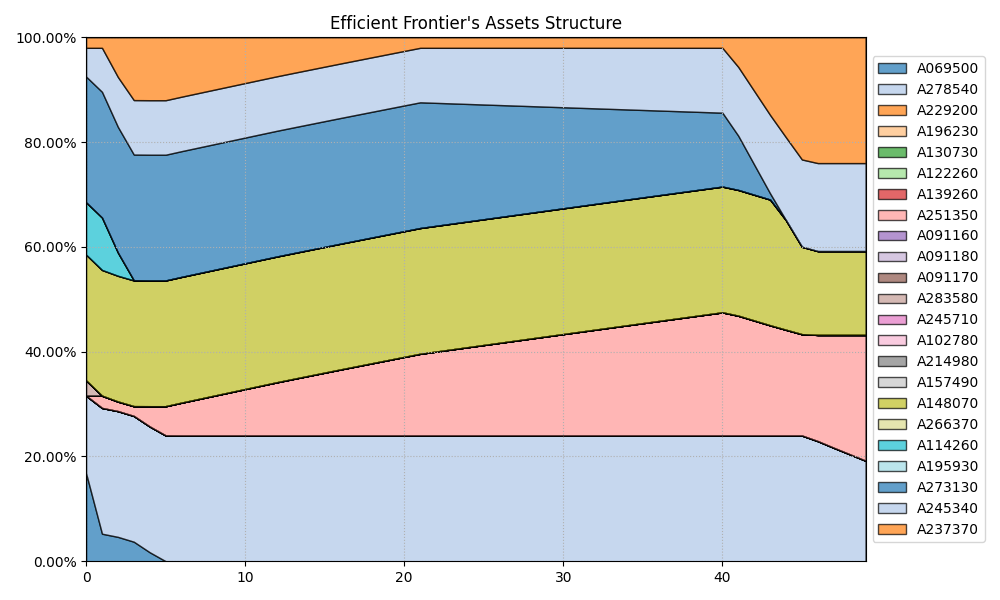 Efficient Frontier's Assets Structure
100.00%
80.00%
60.00%
40.00%
20.00%
0.00%
0
10
20
30
40
A069500
A278540
A229200
A196230
A130730
A122260
A139260
A251350
A091160
A091180
A091170
A283580
A245710
A102780
A214980
A157490
A148070
A266370
A114260
A195930
A273130
A245340
A237370